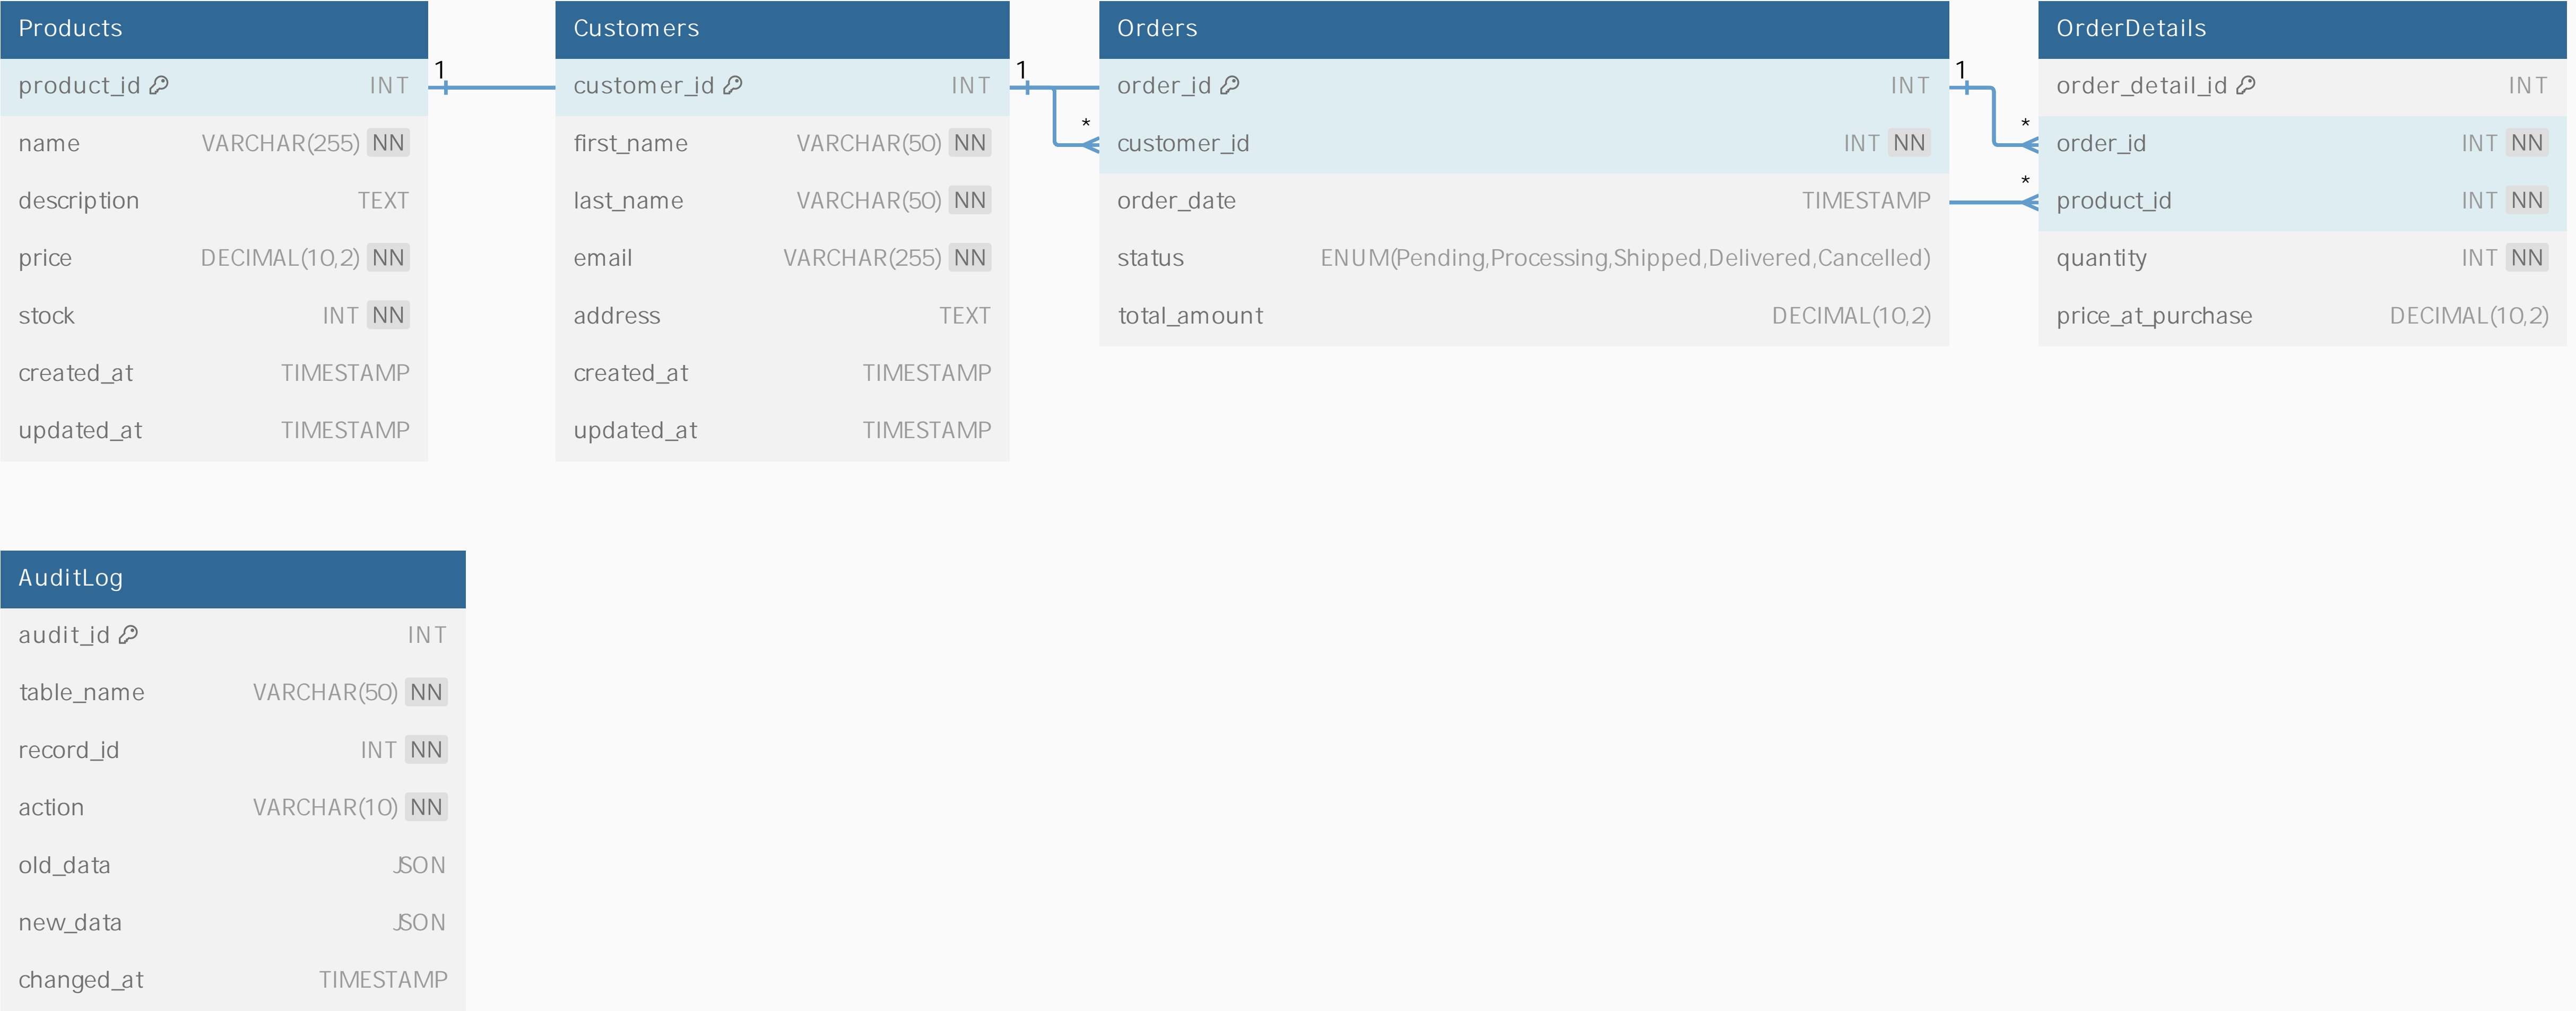 Products
product_id INT
name VARCHAR(255) NN
description TEXT
price DECIMAL(10,2) NN
stock INT NN
created_at TIMESTAMP
updated_at TIMESTAMP
1
Customers
customer_id INT
first_name VARCHAR(50) NN
last_name VARCHAR(50) NN
email VARCHAR(255) NN
address TEXT
created_at TIMESTAMP
updated_at TIMESTAMP
1
*
Orders
order_id INT
customer_id INT NN
order_date TIMESTAMP
status ENUM(Pending,Processing,Shipped,Delivered,Cancelled)
total_amount DECIMAL(10,2)
1
*
*
OrderDetails
order_detail_id INT
order_id INT NN
product_id INT NN
quantity INT NN
price_at_purchase DECIMAL(10,2)
AuditLog
audit_id INT
table_name VARCHAR(50) NN
record_id INT NN
action VARCHAR(10) NN
old_data JSON
new_data JSON
changed_at TIMESTAMP